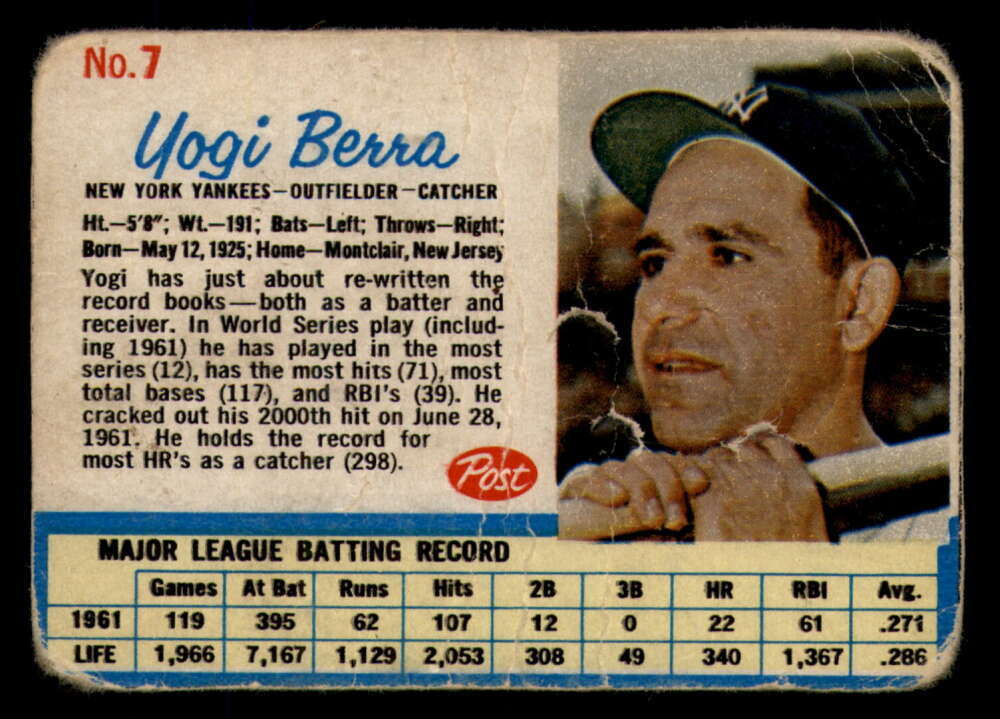 No. 7
Yogi Berra
NEW YORK YANKEES—OUTFIELDER—CATCHER
Ht.—5'8"; Wt.—191; Bats—Left; Throws—Right;
Born—May 12, 1925; Home—Montclair, New Jersey
Yogi has just about re-written the
record books—both as a batter and
receiver. In World Series play (includ-
ing 1961) he has played in the most
series (12), has the most hits (71), most
total bases (117), and RBI's (39). He
cracked out his 2000th hit on June 28,
1961. He holds the record for
most HR's as a catcher (298).
Post
MAJOR LEAGUE BATTING RECORD
Games At Bat Runs Hits 2B 3B HR RBI Avg.
1961 119 395 62 107 12 0 22 61 .271
LIFE 1,966 7,167 1,129 2,053 308 49 340 1,367 .286